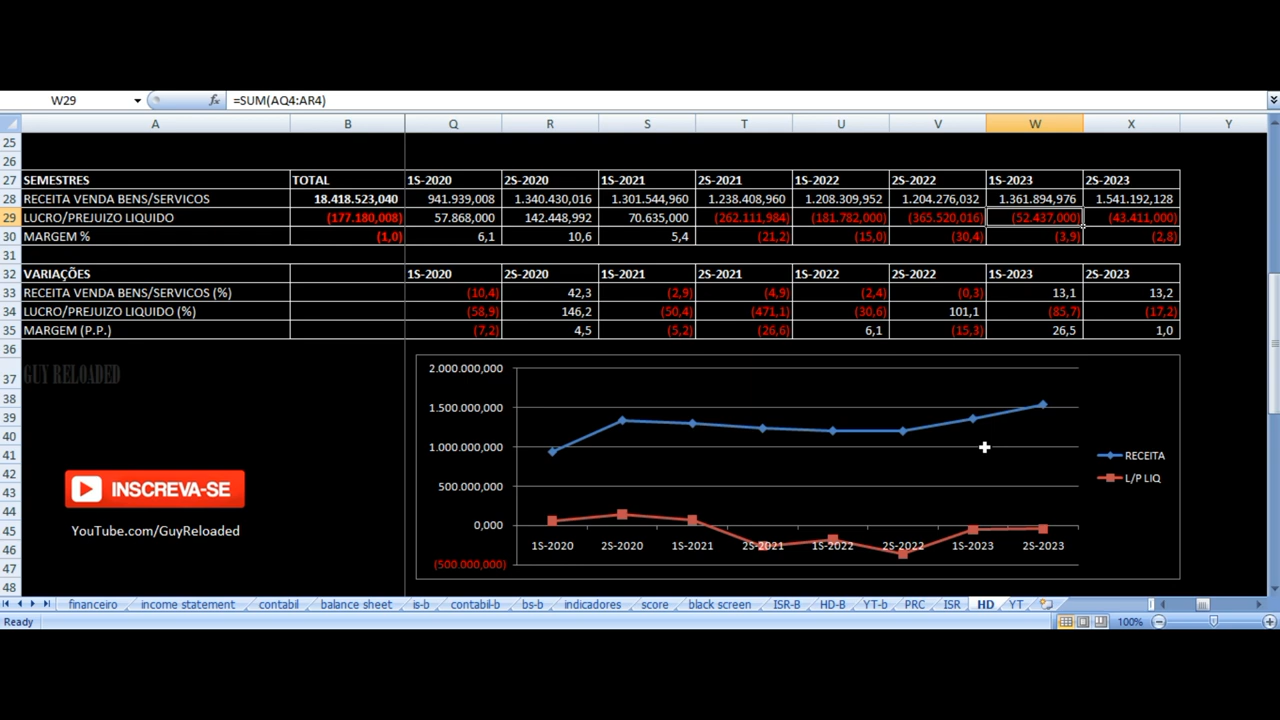 W29 fx =SUM(AQ4:AR4)
A B Q R S T U V W X Y
25
26
27 SEMESTRES TOTAL 1S-2020 2S-2020 1S-2021 2S-2021 1S-2022 2S-2022 1S-2023 2S-2023
28 RECEITA VENDA BENS/SERVICOS 18.418.523,040 941.939,008 1.340.430,016 1.301.544,960 1.238.408,960 1.208.309,952 1.204.276,032 1.361.894,976 1.541.192,128
29 LUCRO/PREJUIZO LIQUIDO (177.180,008) 57.868,000 142.448,992 70.635,000 (262.111,984) (181.782,000) (365.520,016) (52.437,000) (43.411,000)
30 MARGEM % (1,0) 6,1 10,6 5,4 (21,2) (15,0) (30,4) (3,9) (2,8)
31
32 VARIAÇÕES 1S-2020 2S-2020 1S-2021 2S-2021 1S-2022 2S-2022 1S-2023 2S-2023
33 RECEITA VENDA BENS/SERVICOS (%) (10,4) 42,3 (2,9) (4,9) (2,4) (0,3) 13,1 13,2
34 LUCRO/PREJUIZO LIQUIDO (%) (58,9) 146,2 (50,4) (471,1) (30,6) 101,1 (85,7) (17,2)
35 MARGEM (P.P.) (7,2) 4,5 (5,2) (26,6) 6,1 (15,3) 26,5 1,0
36
37 GUY RELOADED 2.000.000,000
38
39 1.500.000,000
40
41 1.000.000,000 RECEITA
42 L/P LIQ
43 INSCREVA-SE 500.000,000
44
45 YouTube.com/GuyReloaded 0,000
46 1S-2020 2S-2020 1S-2021 2S-2021 1S-2022 2S-2022 1S-2023 2S-2023
47 (500.000,000)
48
financeiro income statement contabil balance sheet is-b contabil-b bs-b indicadores score black screen ISR-B HD-B YT-b PRC ISR HD YT
Ready 100%